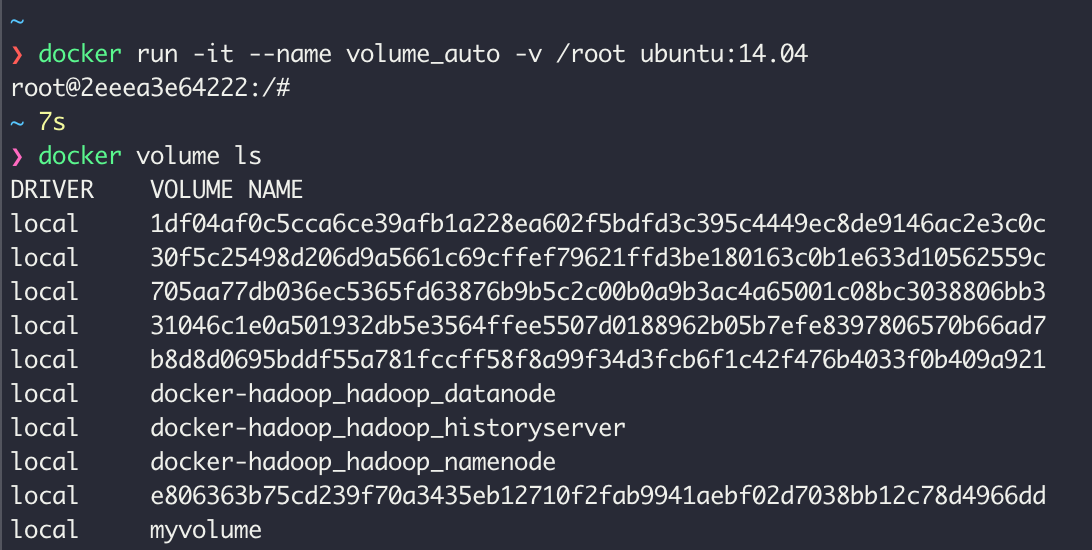 ~
❯ docker run -it --name volume_auto -v /root ubuntu:14.04
root@2eeea3e64222:/#
~ 7s
❯ docker volume ls
DRIVER    VOLUME NAME
local     1df04af0c5cca6ce39afb1a228ea602f5bdfd3c395c4449ec8de9146ac2e3c0c
local     30f5c25498d206d9a5661c69cffef79621ffd3be180163c0b1e633d10562559c
local     705aa77db036ec5365fd63876b9b5c2c00b0a9b3ac4a65001c08bc3038806bb3
local     31046c1e0a501932db5e3564ffee5507d0188962b05b7efe8397806570b66ad7
local     b8d8d0695bddf55a781fccff58f8a99f34d3fcb6f1c42f476b4033f0b409a921
local     docker-hadoop_hadoop_datanode
local     docker-hadoop_hadoop_historyserver
local     docker-hadoop_hadoop_namenode
local     e806363b75cd239f70a3435eb12710f2fab9941aebf02d7038bb12c78d4966dd
local     myvolume